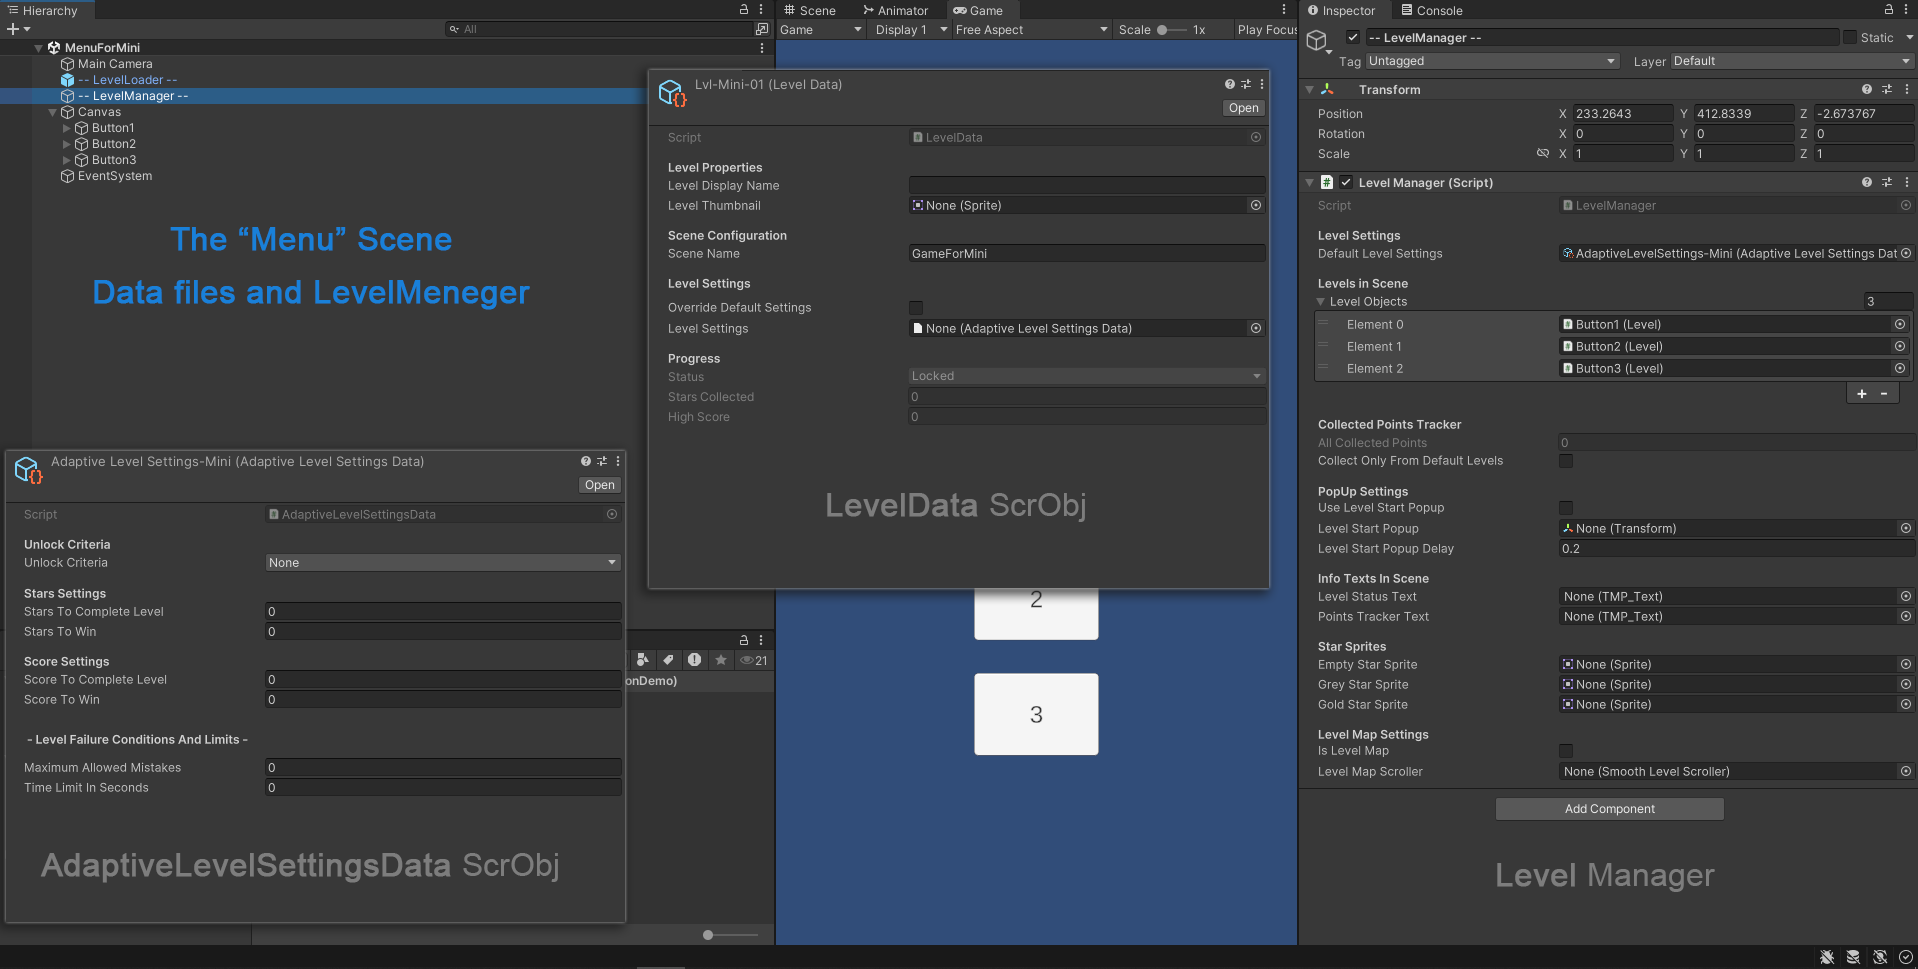 Hierarchy
All
MenuForMini
Main Camera
-- LevelLoader --
-- LevelManager --
Canvas
Button1
Button2
Button3
EventSystem
The “Menu” Scene
Data files and LevelMeneger
Adaptive Level Settings-Mini (Adaptive Level Settings Data)
Open
Script AdaptiveLevelSettingsData
Unlock Criteria
Unlock Criteria None
Stars Settings
Stars To Complete Level 0
Stars To Win 0
Score Settings
Score To Complete Level 0
Score To Win 0
- Level Failure Conditions And Limits -
Maximum Allowed Mistakes 0
Time Limit In Seconds 0
AdaptiveLevelSettingsData ScrObj
21
onDemo)
Scene Animator Game
Game Display 1 Free Aspect Scale 1x Play Focus
Lvl-Mini-01 (Level Data)
Open
Script LevelData
Level Properties
Level Display Name
Level Thumbnail None (Sprite)
Scene Configuration
Scene Name GameForMini
Level Settings
Override Default Settings
Level Settings None (Adaptive Level Settings Data)
Progress
Status Locked
Stars Collected 0
High Score 0
LevelData ScrObj
2
3
Inspector Console
-- LevelManager -- Static
Tag Untagged Layer Default
Transform
Position X 233.2643 Y 412.8339 Z -2.673767
Rotation X 0 Y 0 Z 0
Scale X 1 Y 1 Z 1
# Level Manager (Script)
Script LevelManager
Level Settings
Default Level Settings AdaptiveLevelSettings-Mini (Adaptive Level Settings Dat
Levels in Scene
Level Objects 3
Element 0 Button1 (Level)
Element 1 Button2 (Level)
Element 2 Button3 (Level)
+ -
Collected Points Tracker
All Collected Points 0
Collect Only From Default Levels
PopUp Settings
Use Level Start Popup
Level Start Popup None (Transform)
Level Start Popup Delay 0.2
Info Texts In Scene
Level Status Text None (TMP_Text)
Points Tracker Text None (TMP_Text)
Star Sprites
Empty Star Sprite None (Sprite)
Grey Star Sprite None (Sprite)
Gold Star Sprite None (Sprite)
Level Map Settings
Is Level Map
Level Map Scroller None (Smooth Level Scroller)
Add Component
Level Manager